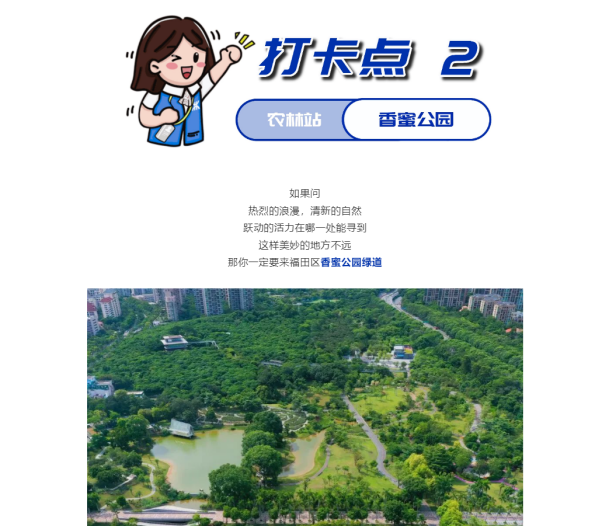 打卡点 2
农林站 香蜜公园
如果问
热烈的浪漫，清新的自然
跃动的活力在哪一处能寻到
这样美妙的地方不远
那你一定要来福田区香蜜公园绿道